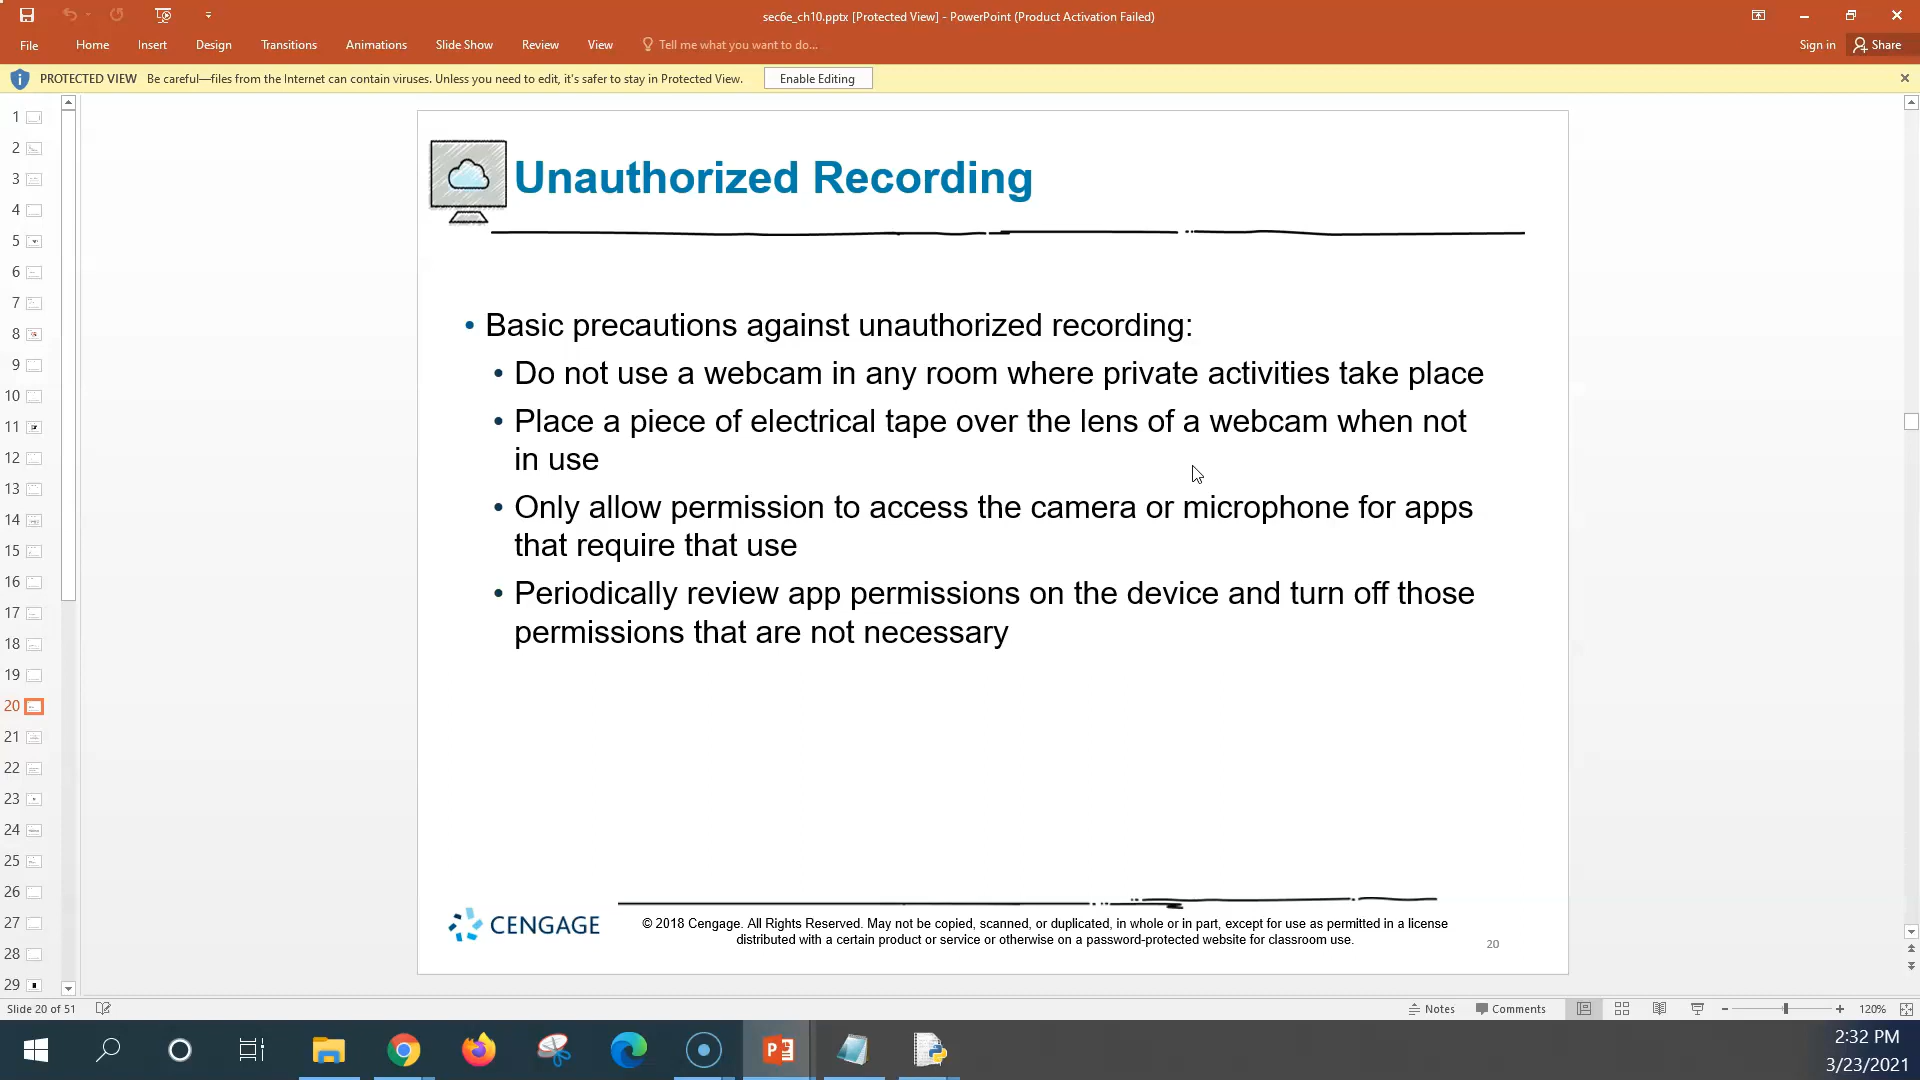 sec6e_ch10.pptx [Protected View] - PowerPoint (Product Activation Failed)
File Home Insert Design Transitions Animations Slide Show Review View Tell me what you want to do... Sign in Share
PROTECTED VIEW Be careful—files from the Internet can contain viruses. Unless you need to edit, it's safer to stay in Protected View. Enable Editing
1
2
3
4
5
6
7
8
9
10
11
12
13
14
15
16
17
18
19
20
21
22
23
24
25
26
27
28
29
Unauthorized Recording
• Basic precautions against unauthorized recording:
• Do not use a webcam in any room where private activities take place
• Place a piece of electrical tape over the lens of a webcam when not
in use
• Only allow permission to access the camera or microphone for apps
that require that use
• Periodically review app permissions on the device and turn off those
permissions that are not necessary
CENGAGE
© 2018 Cengage. All Rights Reserved. May not be copied, scanned, or duplicated, in whole or in part, except for use as permitted in a license
distributed with a certain product or service or otherwise on a password-protected website for classroom use.
20
Slide 20 of 51 Notes Comments 120%
2:32 PM
3/23/2021